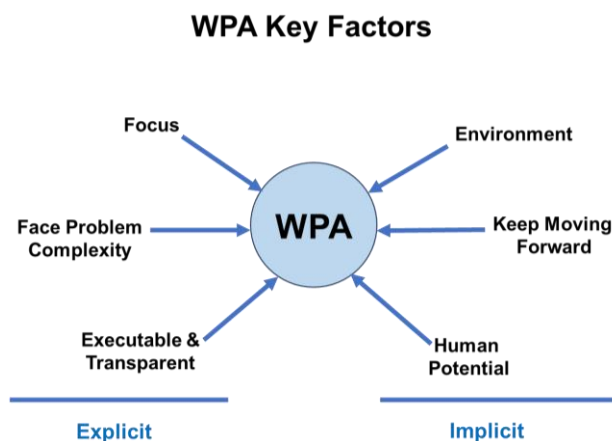 WPA Key Factors
Focus
Environment
Face Problem
Complexity
WPA
Keep Moving
Forward
Executable &
Transparent
Human
Potential
Explicit
Implicit